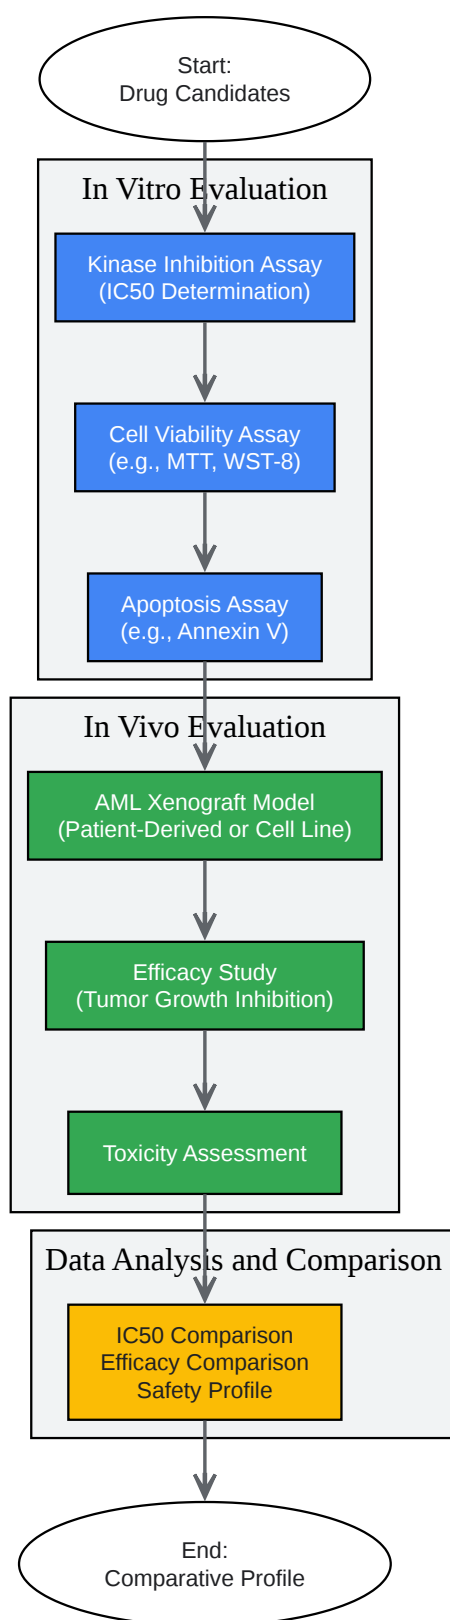 Start:
Drug Candidates
In Vitro Evaluation
Kinase Inhibition Assay
(IC50 Determination)
Cell Viability Assay
(e.g., MTT, WST-8)
Apoptosis Assay
(e.g., Annexin V)
In Vivo Evaluation
AML Xenograft Model
(Patient-Derived or Cell Line)
Efficacy Study
(Tumor Growth Inhibition)
Toxicity Assessment
Data Analysis and Comparison
IC50 Comparison
Efficacy Comparison
Safety Profile
End:
Comparative Profile